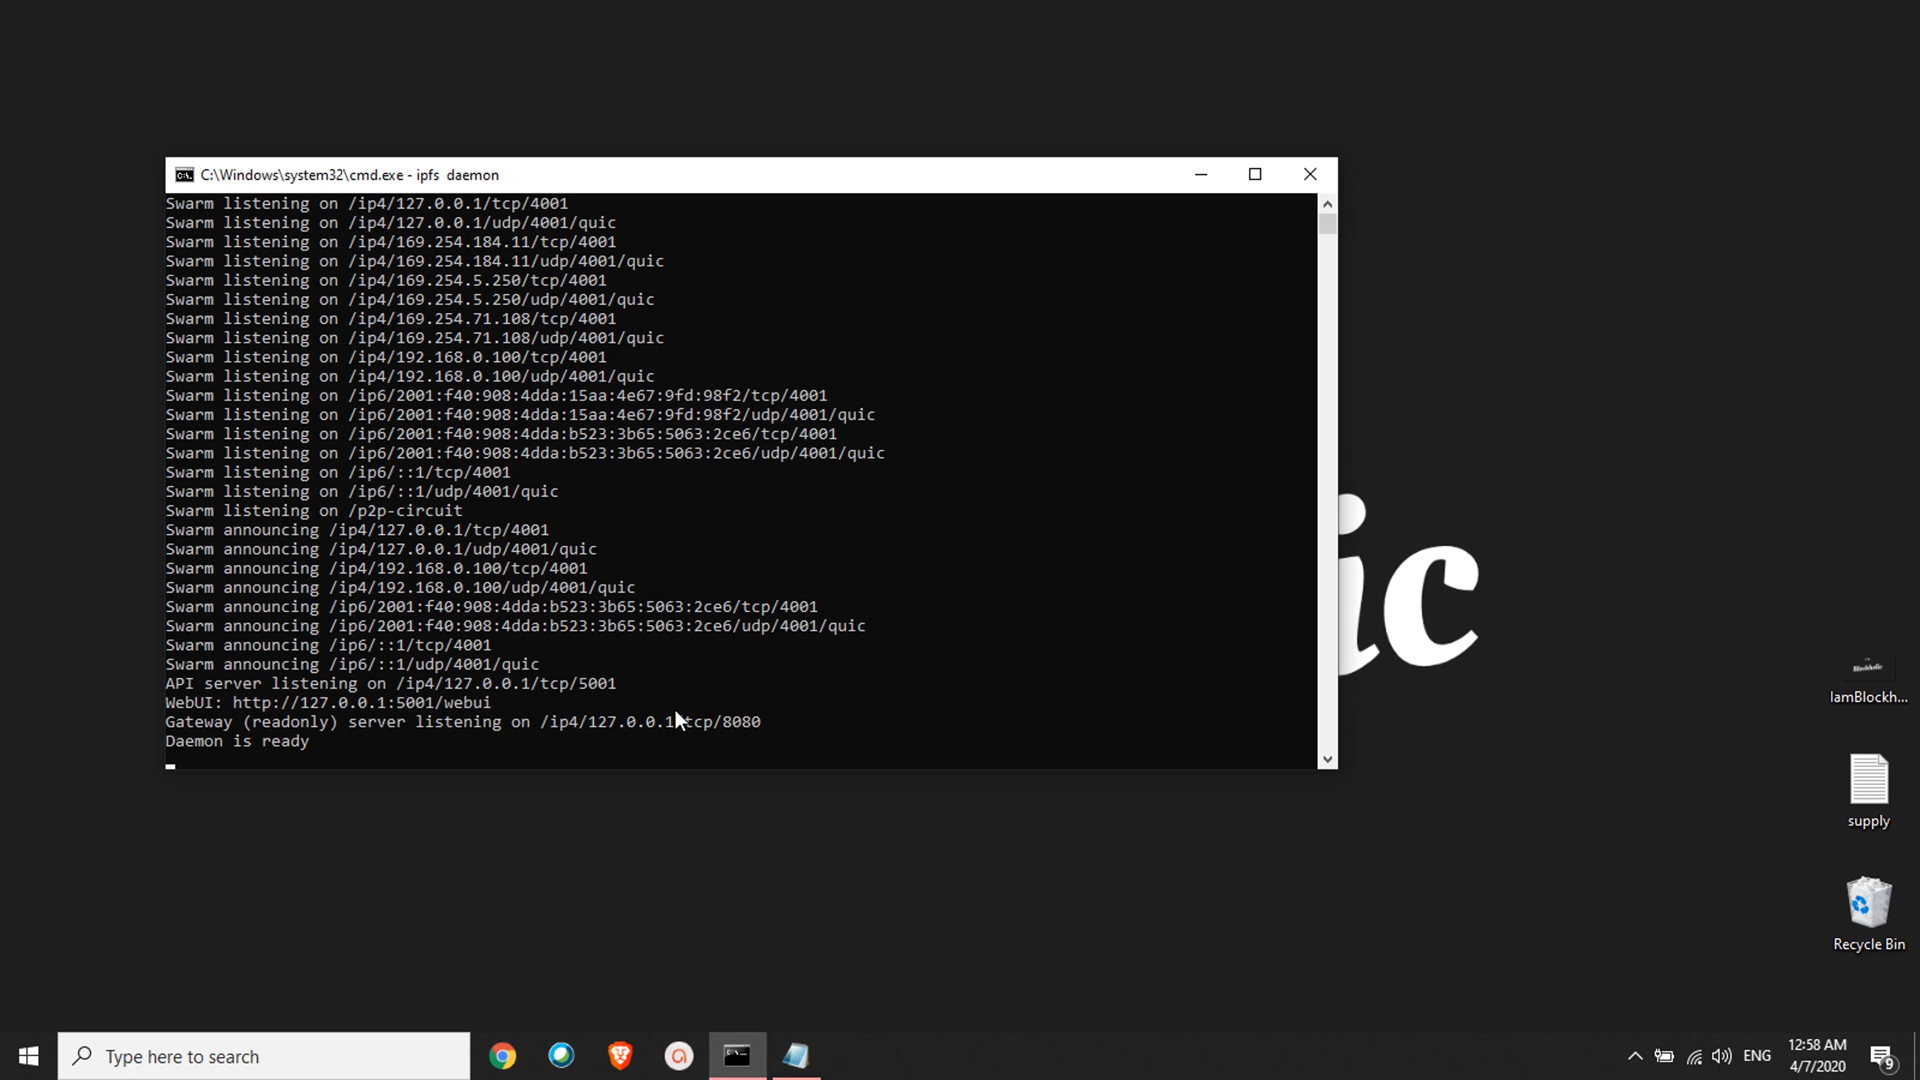 C:\Windows\system32\cmd.exe - ipfs  daemon
Swarm listening on /ip4/127.0.0.1/tcp/4001
Swarm listening on /ip4/127.0.0.1/udp/4001/quic
Swarm listening on /ip4/169.254.184.11/tcp/4001
Swarm listening on /ip4/169.254.184.11/udp/4001/quic
Swarm listening on /ip4/169.254.5.250/tcp/4001
Swarm listening on /ip4/169.254.5.250/udp/4001/quic
Swarm listening on /ip4/169.254.71.108/tcp/4001
Swarm listening on /ip4/169.254.71.108/udp/4001/quic
Swarm listening on /ip4/192.168.0.100/tcp/4001
Swarm listening on /ip4/192.168.0.100/udp/4001/quic
Swarm listening on /ip6/2001:f40:908:4dda:15aa:4e67:9fd:98f2/tcp/4001
Swarm listening on /ip6/2001:f40:908:4dda:15aa:4e67:9fd:98f2/udp/4001/quic
Swarm listening on /ip6/2001:f40:908:4dda:b523:3b65:5063:2ce6/tcp/4001
Swarm listening on /ip6/2001:f40:908:4dda:b523:3b65:5063:2ce6/udp/4001/quic
Swarm listening on /ip6/::1/tcp/4001
Swarm listening on /ip6/::1/udp/4001/quic
Swarm listening on /p2p-circuit
Swarm announcing /ip4/127.0.0.1/tcp/4001
Swarm announcing /ip4/127.0.0.1/udp/4001/quic
Swarm announcing /ip4/192.168.0.100/tcp/4001
Swarm announcing /ip4/192.168.0.100/udp/4001/quic
Swarm announcing /ip6/2001:f40:908:4dda:b523:3b65:5063:2ce6/tcp/4001
Swarm announcing /ip6/2001:f40:908:4dda:b523:3b65:5063:2ce6/udp/4001/quic
Swarm announcing /ip6/::1/tcp/4001
Swarm announcing /ip6/::1/udp/4001/quic
API server listening on /ip4/127.0.0.1/tcp/5001
WebUI: http://127.0.0.1:5001/webui
Gateway (readonly) server listening on /ip4/127.0.0.1/tcp/8080
Daemon is ready
ic
IamBlockh...
supply
Recycle Bin
Type here to search
ENG
12:58 AM
4/7/2020
9